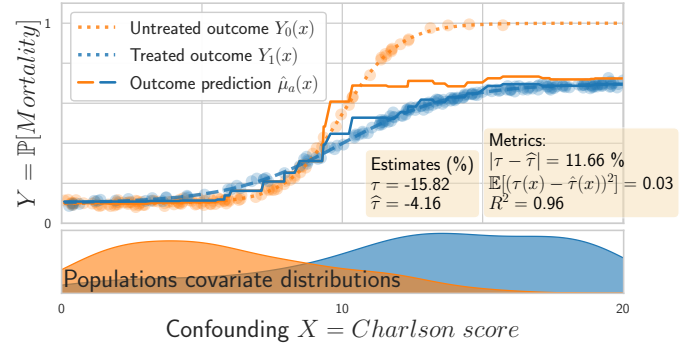 1
0
Y = ℙ[Mortality]
Untreated outcome Y₀(x)
Treated outcome Y₁(x)
Outcome prediction μ̂ₐ(x)
Estimates (%)
τ = -15.82
τ̂ = -4.16
Metrics:
|τ − τ̂| = 11.66 %
𝔼[(τ(x) − τ̂(x))²] = 0.03
R² = 0.96
Populations covariate distributions
0 10 20
Confounding X = Charlson score